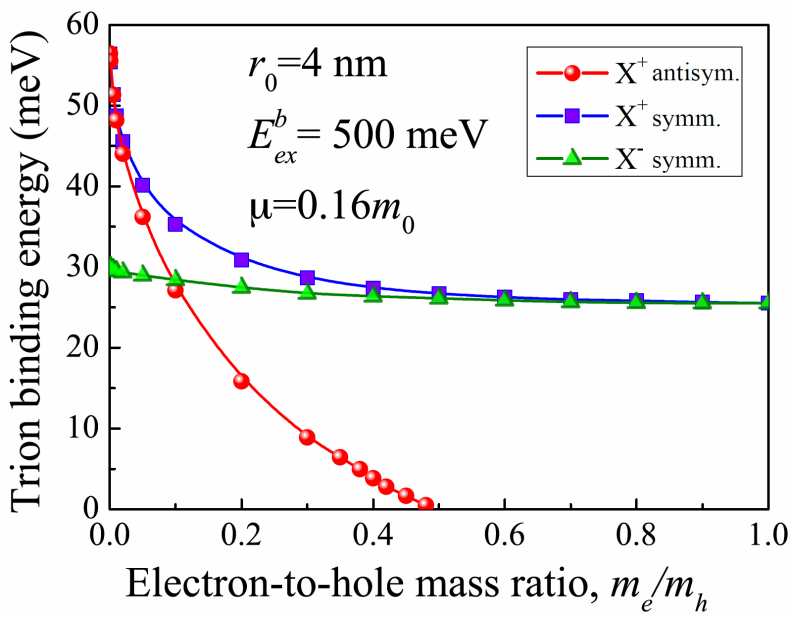 Trion binding energy (meV)
60
50
40
30
20
10
0
r₀=4 nm
Eᵇₑₓ= 500 meV
μ=0.16m₀
X⁺ antisym.
X⁺ symm.
X⁻ symm.
0.0 0.2 0.4 0.6 0.8 1.0
Electron-to-hole mass ratio, mₑ/mₕ